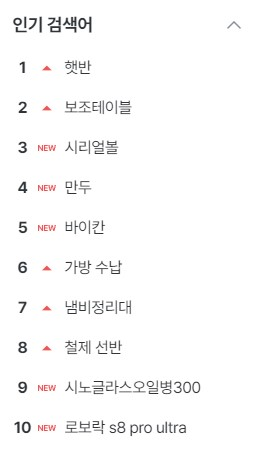 인기 검색어
1 햇반
2 보조테이블
3 NEW 시리얼볼
4 NEW 만두
5 NEW 바이칸
6 가방 수납
7 냄비정리대
8 철제 선반
9 NEW 시노글라스오일병300
10 NEW 로보락 s8 pro ultra